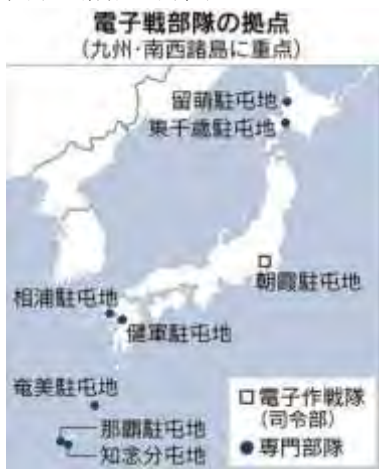 電子戦部隊の拠点
(九州・南西諸島に重点)
留萌駐屯地
東千歳駐屯地
朝霞駐屯地
相浦駐屯地
健軍駐屯地
奄美駐屯地
那覇駐屯地
知念分屯地
□電子作戦隊
(司令部)
●専門部隊